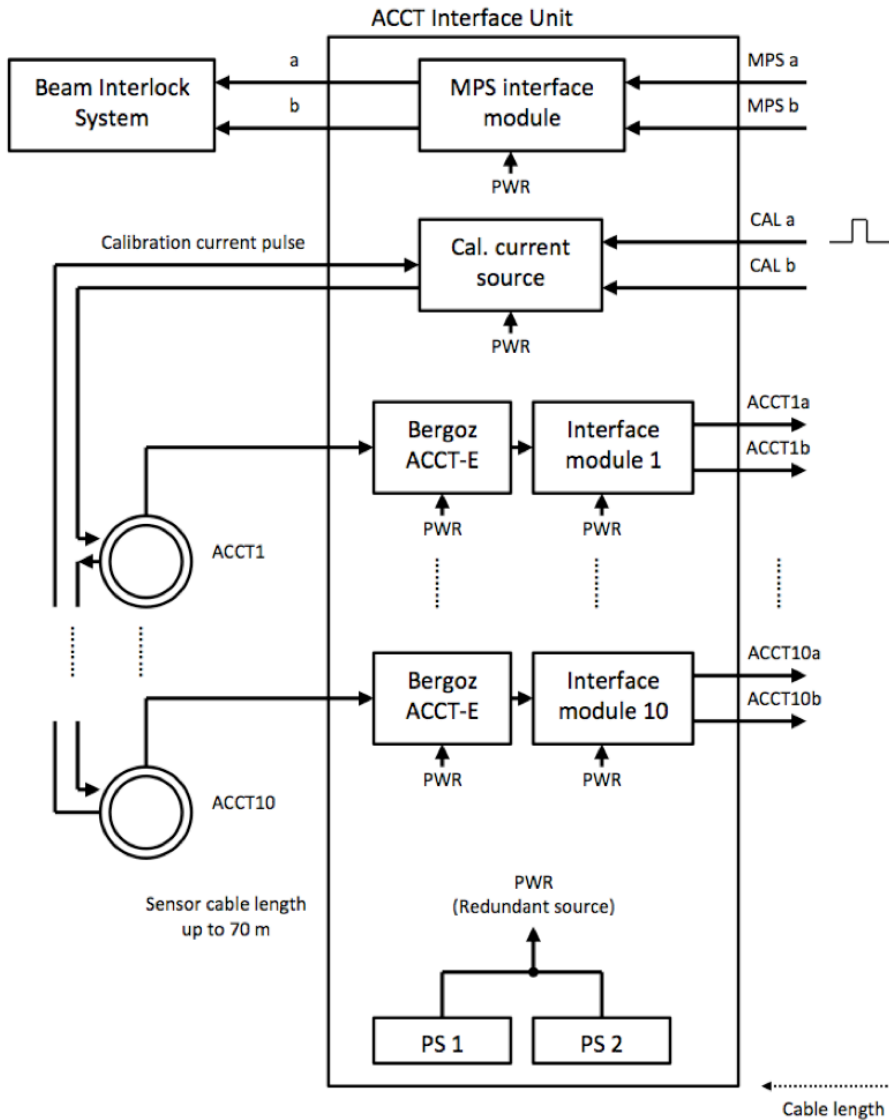 ACCT Interface Unit
a
b
Beam Interlock
System
MPS interface
module
MPS a
MPS b
PWR
Calibration current pulse
Cal. current
source
CAL a
CAL b
PWR
Bergoz
ACCT-E
Interface
module 1
ACCT1a
ACCT1b
PWR
PWR
ACCT1
Bergoz
ACCT-E
Interface
module 10
ACCT10a
ACCT10b
PWR
PWR
ACCT10
Sensor cable length
up to 70 m
PWR
(Redundant source)
PS 1
PS 2
Cable length